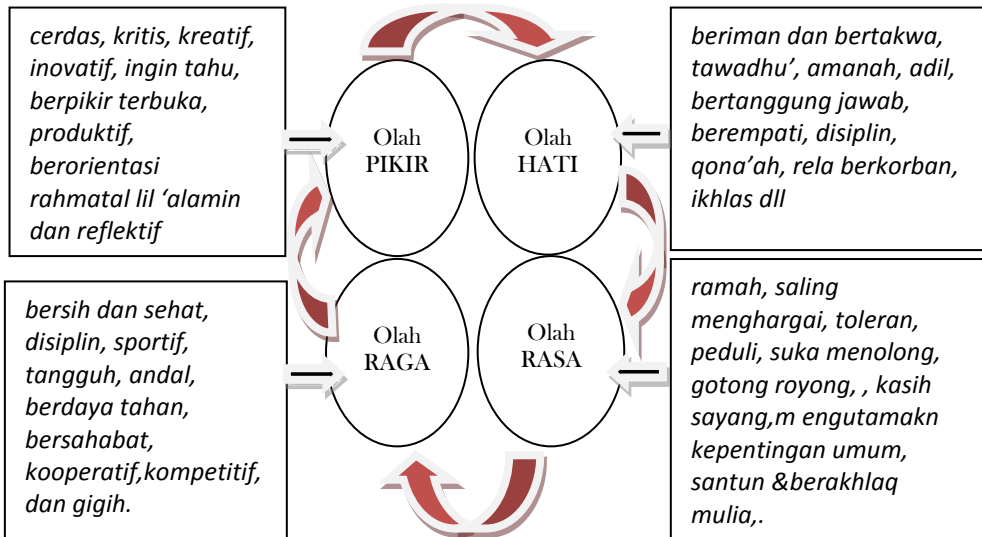 cerdas, kritis, kreatif,
inovatif, ingin tahu,
berpikir terbuka,
produktif,
berorientasi
rahmatal lil ‘alamin
dan reflektif
Olah
PIKIR
Olah
HATI
beriman dan bertakwa,
tawadhu’, amanah, adil,
bertanggung jawab,
berempati, disiplin,
qona’ah, rela berkorban,
ikhlas dll
bersih dan sehat,
disiplin, sportif,
tangguh, andal,
berdaya tahan,
bersahabat,
kooperatif,kompetitif,
dan gigih.
Olah
RAGA
Olah
RASA
ramah, saling
menghargai, toleran,
peduli, suka menolong,
gotong royong, , kasih
sayang,m engutamakn
kepentingan umum,
santun &berakhlaq
mulia,.